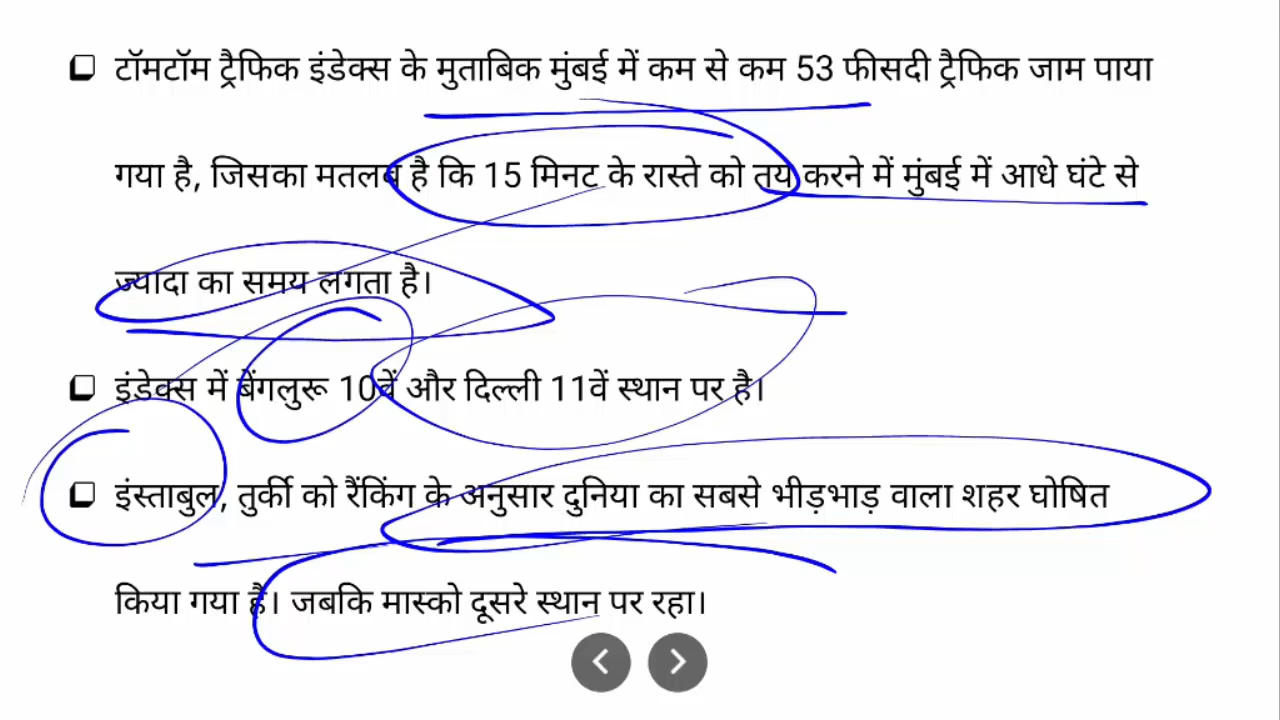 टॉमटॉम ट्रैफिक इंडेक्स के मुताबिक मुंबई में कम से कम 53 फीसदी ट्रैफिक जाम पाया
गया है, जिसका मतलब है कि 15 मिनट के रास्ते को तय करने में मुंबई में आधे घंटे से
ज्यादा का समय लगता है।
इंडेक्स में बेंगलुरू 10वें और दिल्ली 11वें स्थान पर है।
इंस्ताबुल, तुर्की को रैंकिंग के अनुसार दुनिया का सबसे भीड़भाड़ वाला शहर घोषित
किया गया है। जबकि मास्को दूसरे स्थान पर रहा।